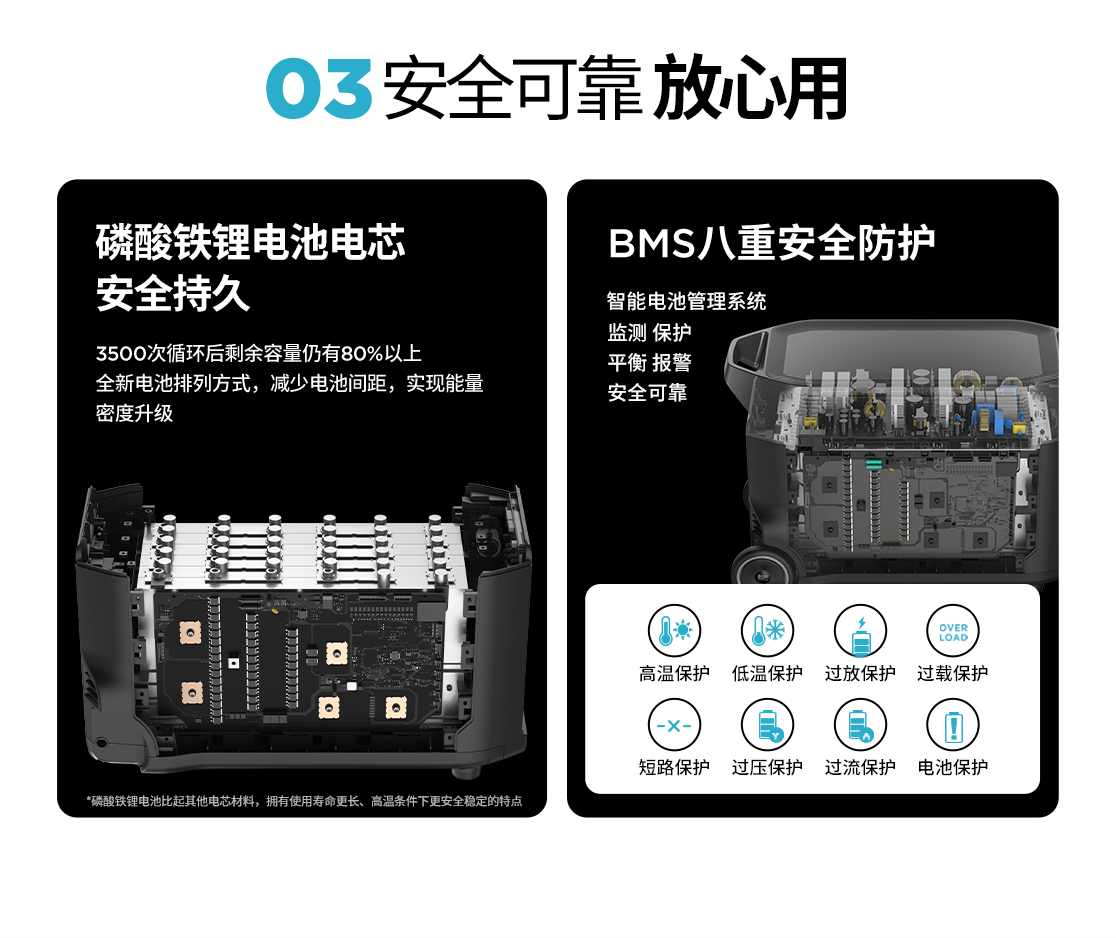 03安全可靠 放心用
磷酸铁锂电池电芯
安全持久
3500次循环后剩余容量仍有80%以上
全新电池排列方式，减少电池间距，实现能量
密度升级
*磷酸铁锂电池比起其他电芯材料，拥有使用寿命更长、高温条件下更安全稳定的特点
BMS八重安全防护
智能电池管理系统
监测 保护
平衡 报警
安全可靠
OVER
LOAD
高温保护 低温保护 过放保护 过载保护
短路保护 过压保护 过流保护 电池保护